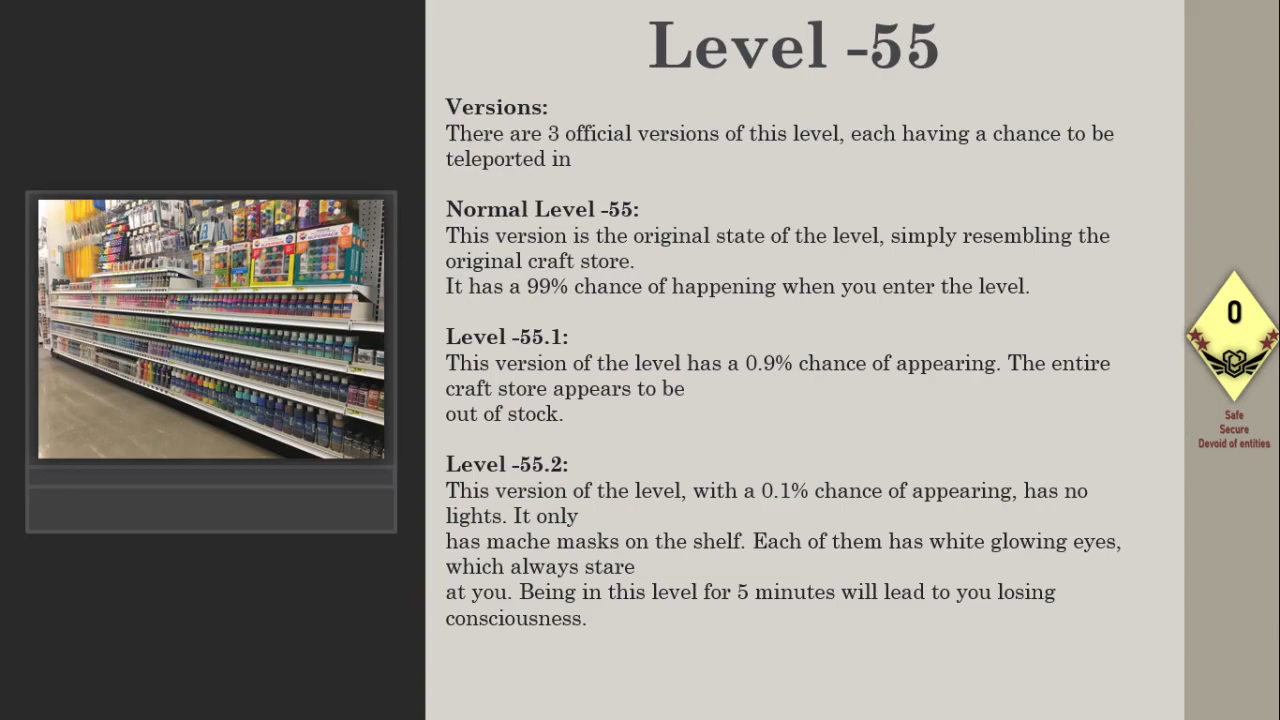 Level -55
Versions:
There are 3 official versions of this level, each having a chance to be
teleported in
Normal Level -55:
This version is the original state of the level, simply resembling the
original craft store.
It has a 99% chance of happening when you enter the level.
Level -55.1:
This version of the level has a 0.9% chance of appearing. The entire
craft store appears to be
out of stock.
Level -55.2:
This version of the level, with a 0.1% chance of appearing, has no
lights. It only
has mache masks on the shelf. Each of them has white glowing eyes,
which always stare
at you. Being in this level for 5 minutes will lead to you losing
consciousness.
0
Safe
Secure
Devoid of entities